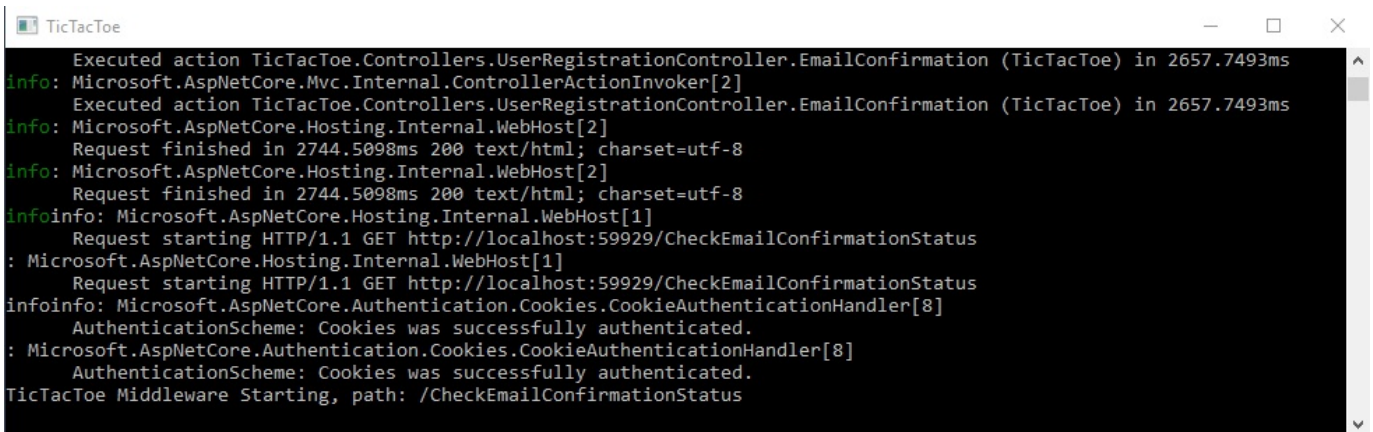 TicTacToe
Executed action TicTacToe.Controllers.UserRegistrationController.EmailConfirmation (TicTacToe) in 2657.7493ms
info: Microsoft.AspNetCore.Mvc.Internal.ControllerActionInvoker[2]
Executed action TicTacToe.Controllers.UserRegistrationController.EmailConfirmation (TicTacToe) in 2657.7493ms
info: Microsoft.AspNetCore.Hosting.Internal.WebHost[2]
Request finished in 2744.5098ms 200 text/html; charset=utf-8
info: Microsoft.AspNetCore.Hosting.Internal.WebHost[2]
Request finished in 2744.5098ms 200 text/html; charset=utf-8
infoinfo: Microsoft.AspNetCore.Hosting.Internal.WebHost[1]
Request starting HTTP/1.1 GET http://localhost:59929/CheckEmailConfirmationStatus
: Microsoft.AspNetCore.Hosting.Internal.WebHost[1]
Request starting HTTP/1.1 GET http://localhost:59929/CheckEmailConfirmationStatus
infoinfo: Microsoft.AspNetCore.Authentication.Cookies.CookieAuthenticationHandler[8]
AuthenticationScheme: Cookies was successfully authenticated.
: Microsoft.AspNetCore.Authentication.Cookies.CookieAuthenticationHandler[8]
AuthenticationScheme: Cookies was successfully authenticated.
TicTacToe Middleware Starting, path: /CheckEmailConfirmationStatus